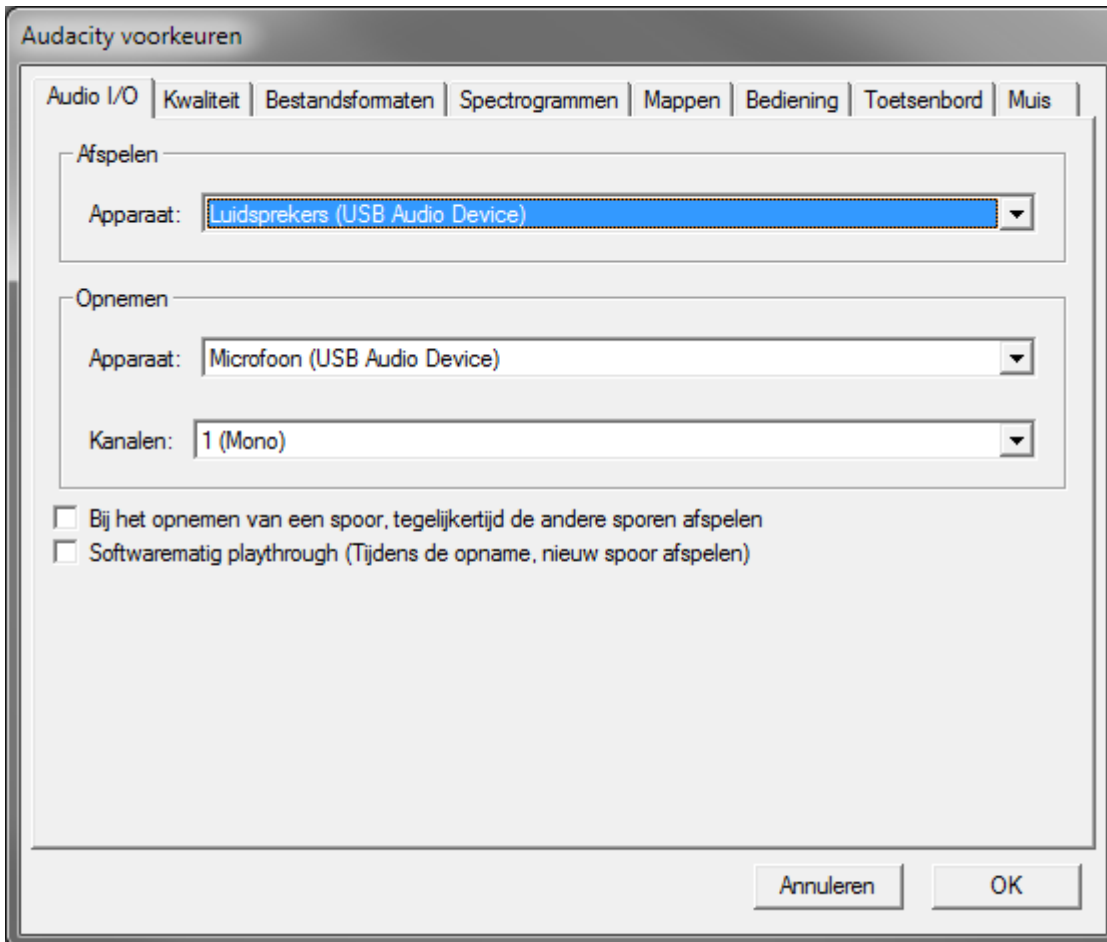 Audacity voorkeuren
Audio I/O Kwaliteit Bestandsformaten Spectrogrammen Mappen Bediening Toetsenbord Muis
Afspelen
Apparaat: Luidsprekers (USB Audio Device)
Opnemen
Apparaat: Microfoon (USB Audio Device)
Kanalen: 1 (Mono)
Bij het opnemen van een spoor, tegelijkertijd de andere sporen afspelen
Softwarematig playthrough (Tijdens de opname, nieuw spoor afspelen)
Annuleren OK